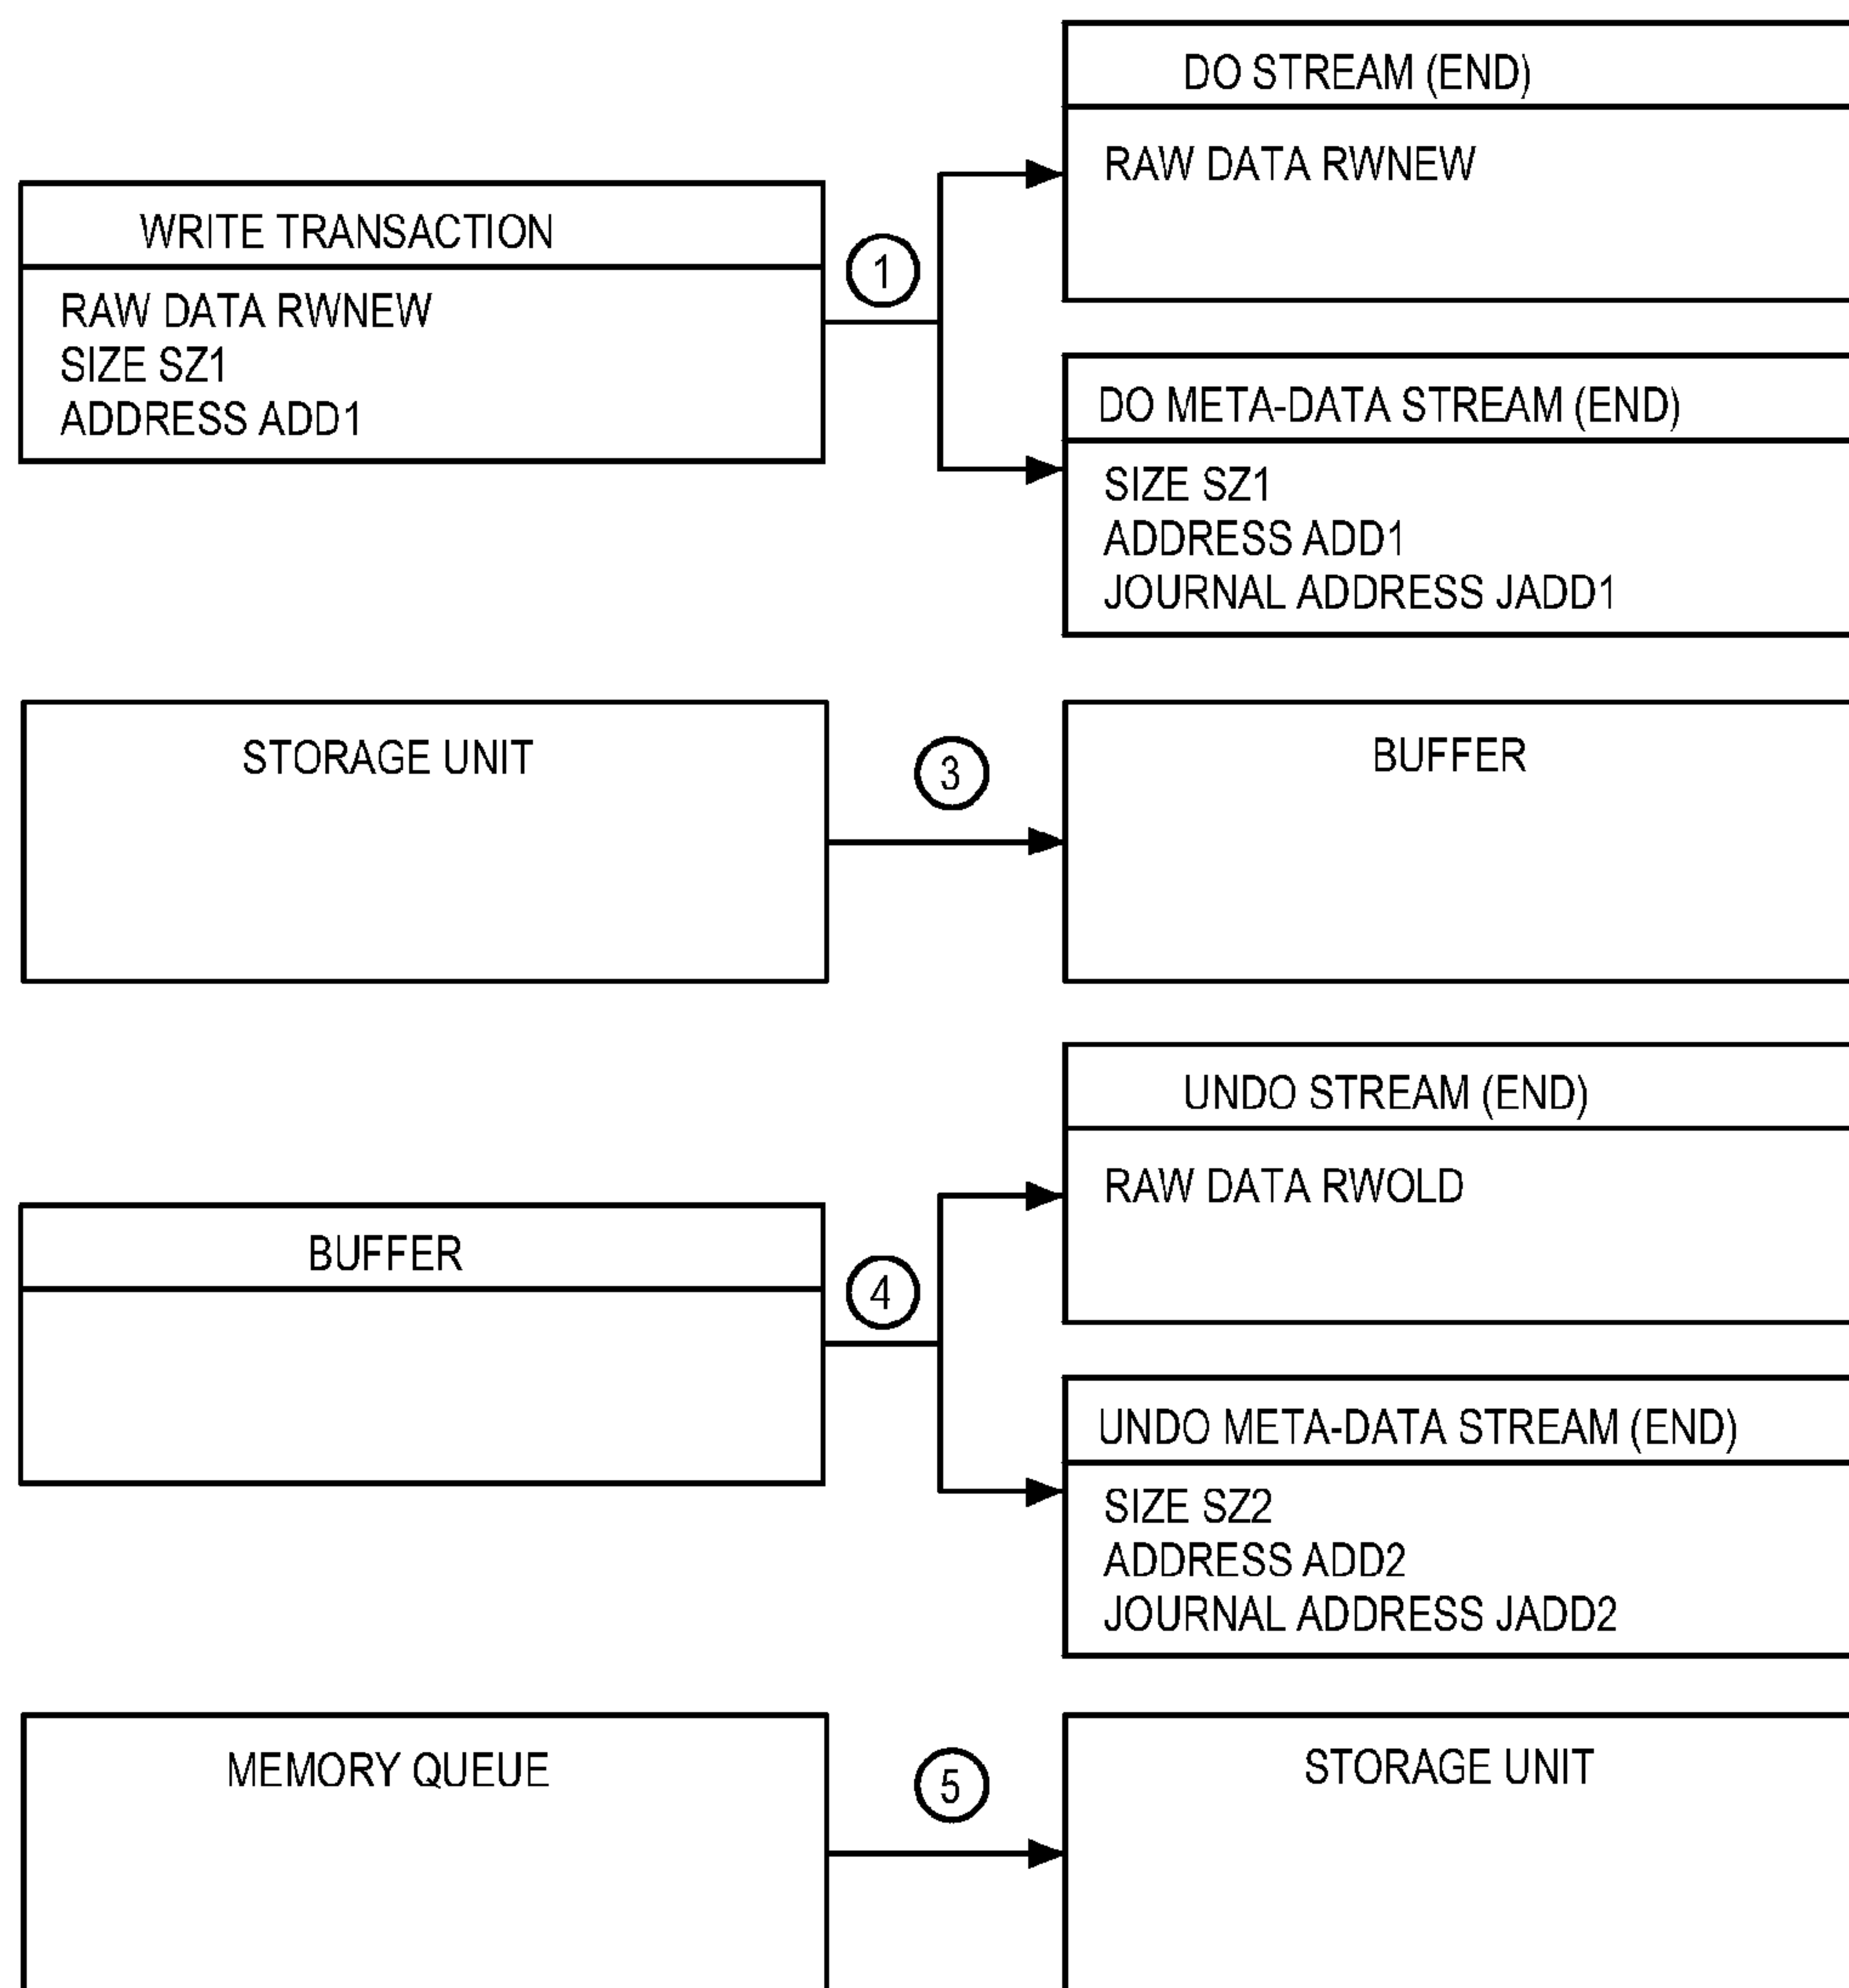 DO STREAM (END)
RAW DATA RWNEW
WRITE TRANSACTION
RAW DATA RWNEW
SIZE SZ1
ADDRESS ADD1
1
DO META-DATA STREAM (END)
SIZE SZ1
ADDRESS ADD1
JOURNAL ADDRESS JADD1
STORAGE UNIT
3
BUFFER
UNDO STREAM (END)
RAW DATA RWOLD
BUFFER
4
UNDO META-DATA STREAM (END)
SIZE SZ2
ADDRESS ADD2
JOURNAL ADDRESS JADD2
MEMORY QUEUE
5
STORAGE UNIT